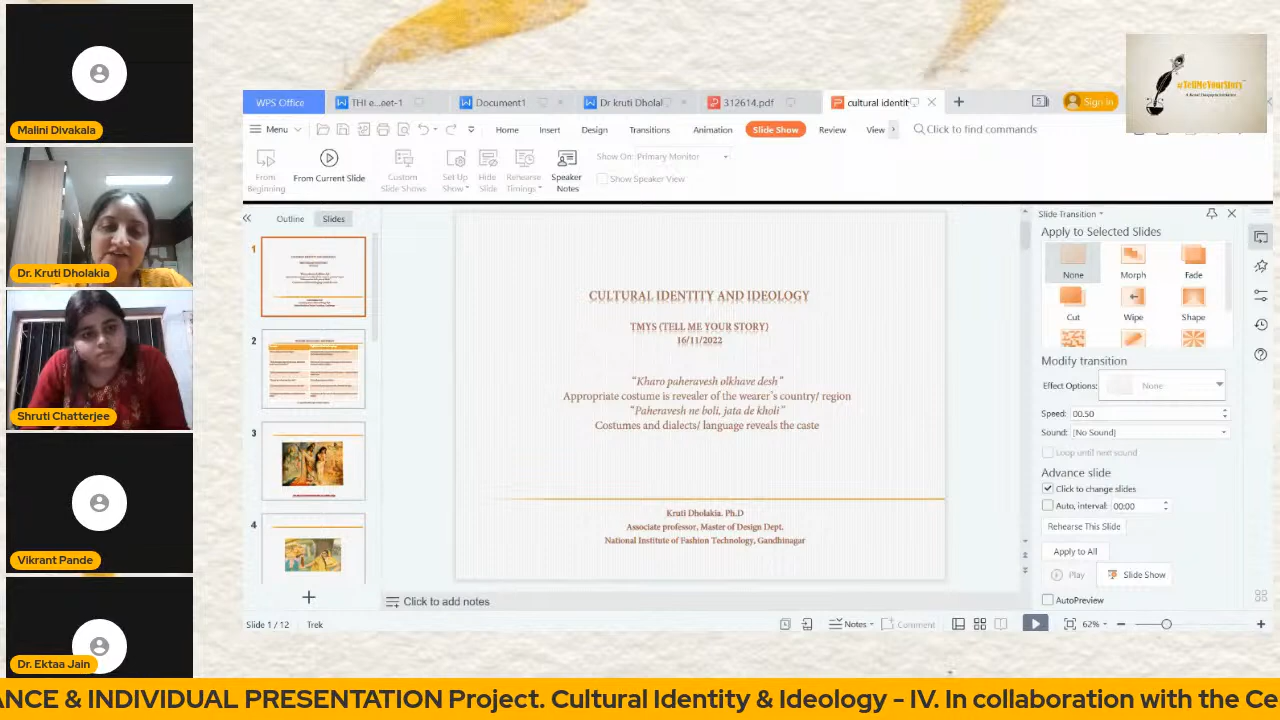 Malini Divakala
Dr. Kruti Dholakia
Shruti Chatterjee
Vikrant Pande
Dr. Ektaa Jain
#TellMeYourStory
WPS Office
THI e...eet-1
Document1
Dr kruti Dholal
312614.pdf
cultural identit
Sign in
Menu
Home
Insert
Design
Transitions
Animation
Slide Show
Review
View
Click to find commands
From Beginning
From Current Slide
Custom Slide Shows
Set Up Show
Hide Slide
Rehearse Timings
Speaker Notes
Show On: Primary Monitor
Show Speaker View
Outline
Slides
1
2
3
4
CULTURAL IDENTITY AND IDEOLOGY
TMYS (TELL ME YOUR STORY)
16/11/2022
“Kharo paheravesh olkhave desh”
Appropriate costume is revealer of the wearer's country/ region
“Paheravesh ne boli, jata de kholi”
Costumes and dialects/ language reveals the caste
Kruti Dholakia. Ph.D
Associate professor, Master of Design Dept.
National Institute of Fashion Technology, Gandhinagar
Slide Transition
Apply to Selected Slides
None
Morph
Fade
Cut
Wipe
Shape
Modify transition
Effect Options:
None
Speed: 00.50
Sound: [No Sound]
Loop until next sound
Advance slide
Click to change slides
Auto, interval: 00:00
Rehearse This Slide
Apply to All
Play
Slide Show
AutoPreview
Click to add notes
Slide 1 / 12
Trek
Notes
Comment
62%
ANCE & INDIVIDUAL PRESENTATION Project. Cultural Identity & Ideology - IV. In collaboration with the Ce